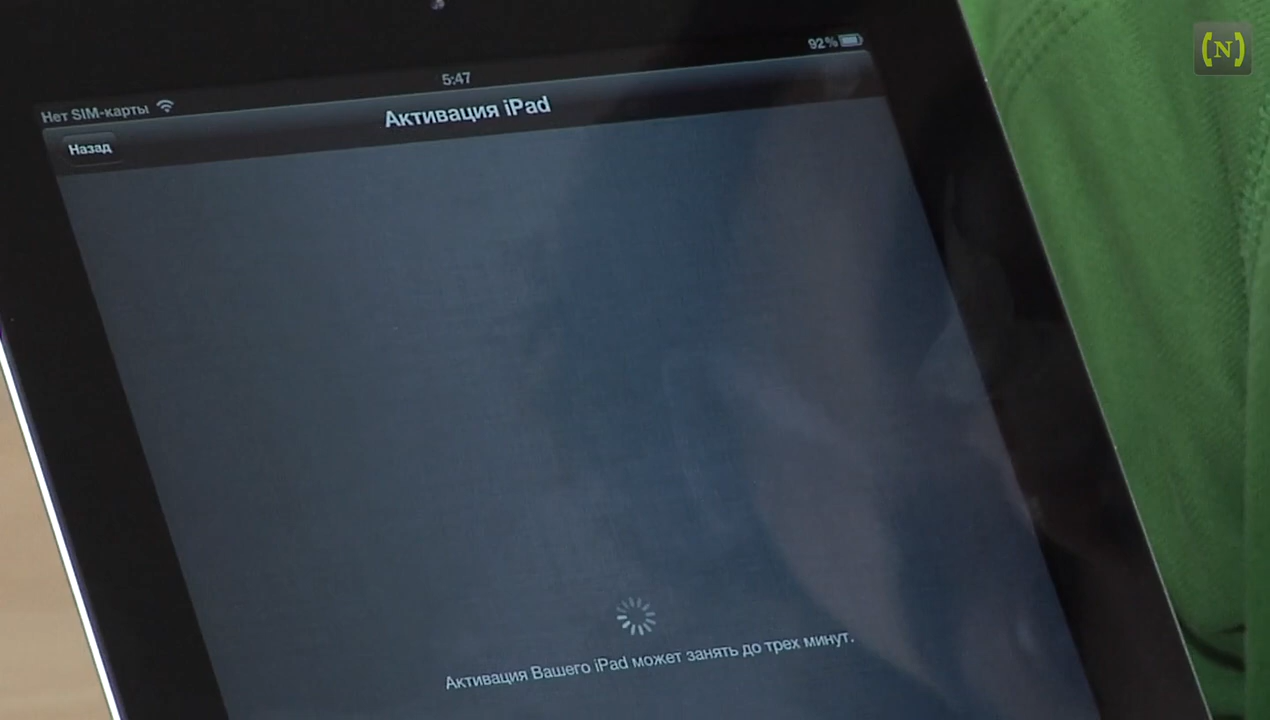 92%
5:47
Нет SIM-карты
Активация iPad
Назад
Активация Вашего iPad может занять до трех минут.
(N)